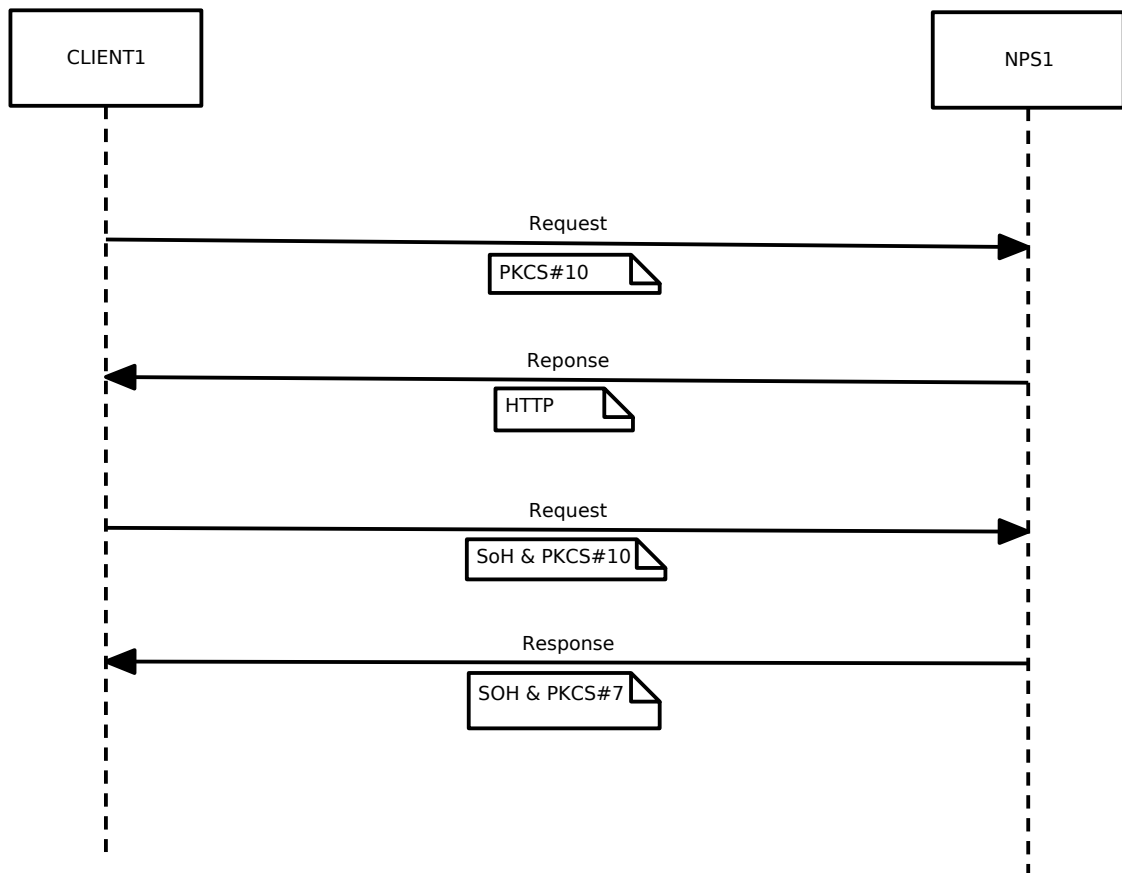 CLIENT1
NPS1
Request
PKCS#10
Reponse
HTTP
Request
SoH & PKCS#10
Response
SOH & PKCS#7